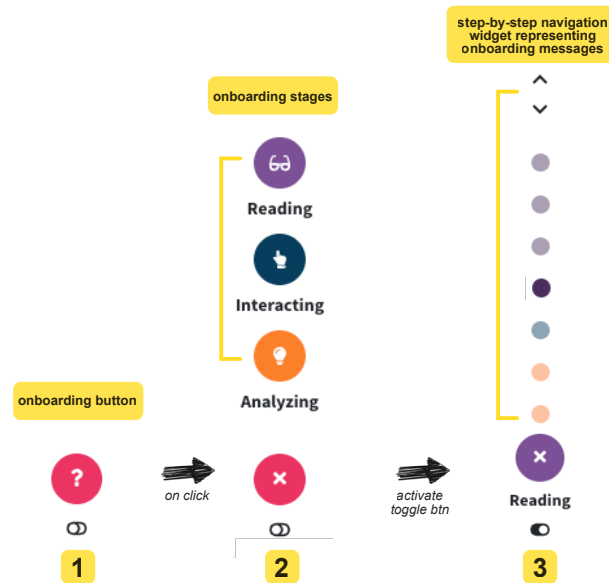 step-by-step navigation
widget representing
onboarding messages
onboarding stages
Reading
Interacting
Analyzing
onboarding button
?
on click
activate
toggle btn
Reading
1
2
3